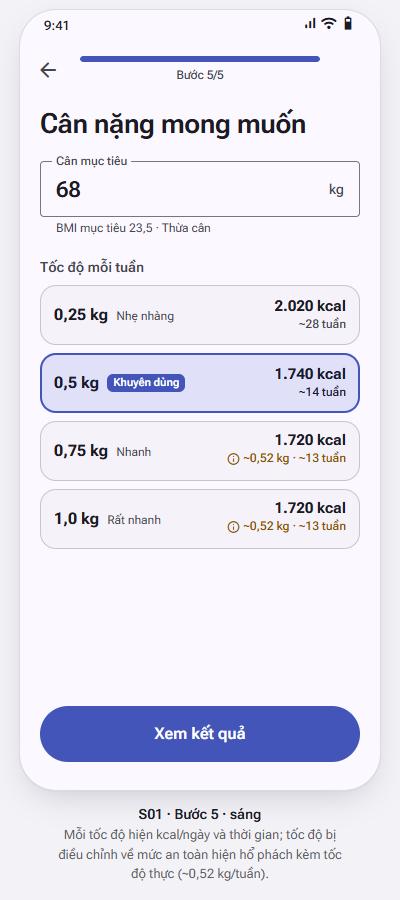 9:41
Bước 5/5
Cân nặng mong muốn
Cân mục tiêu
68 kg
BMI mục tiêu 23,5 · Thừa cân
Tốc độ mỗi tuần
0,25 kg Nhẹ nhàng 2.020 kcal
~28 tuần
0,5 kg Khuyên dùng 1.740 kcal
~14 tuần
0,75 kg Nhanh 1.720 kcal
~0,52 kg · ~13 tuần
1,0 kg Rất nhanh 1.720 kcal
~0,52 kg · ~13 tuần
Xem kết quả
S01 · Bước 5 · sáng
Mỗi tốc độ hiện kcal/ngày và thời gian; tốc độ bị
điều chỉnh về mức an toàn hiện hổ phách kèm tốc
độ thực (~0,52 kg/tuần).